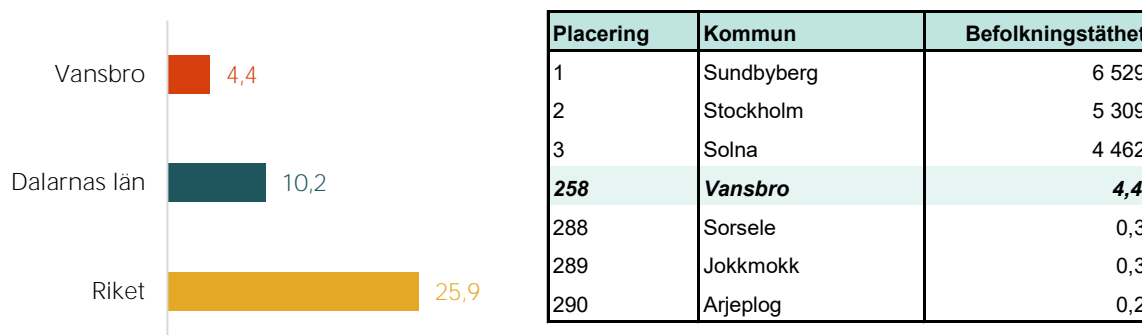 Vansbro 4,4
Dalarnas län 10,2
Riket 25,9
Placering Kommun Befolkningstäthet
1 Sundbyberg 6 529
2 Stockholm 5 309
3 Solna 4 462
258 Vansbro 4,4
288 Sorsele 0,3
289 Jokkmokk 0,3
290 Arjeplog 0,2